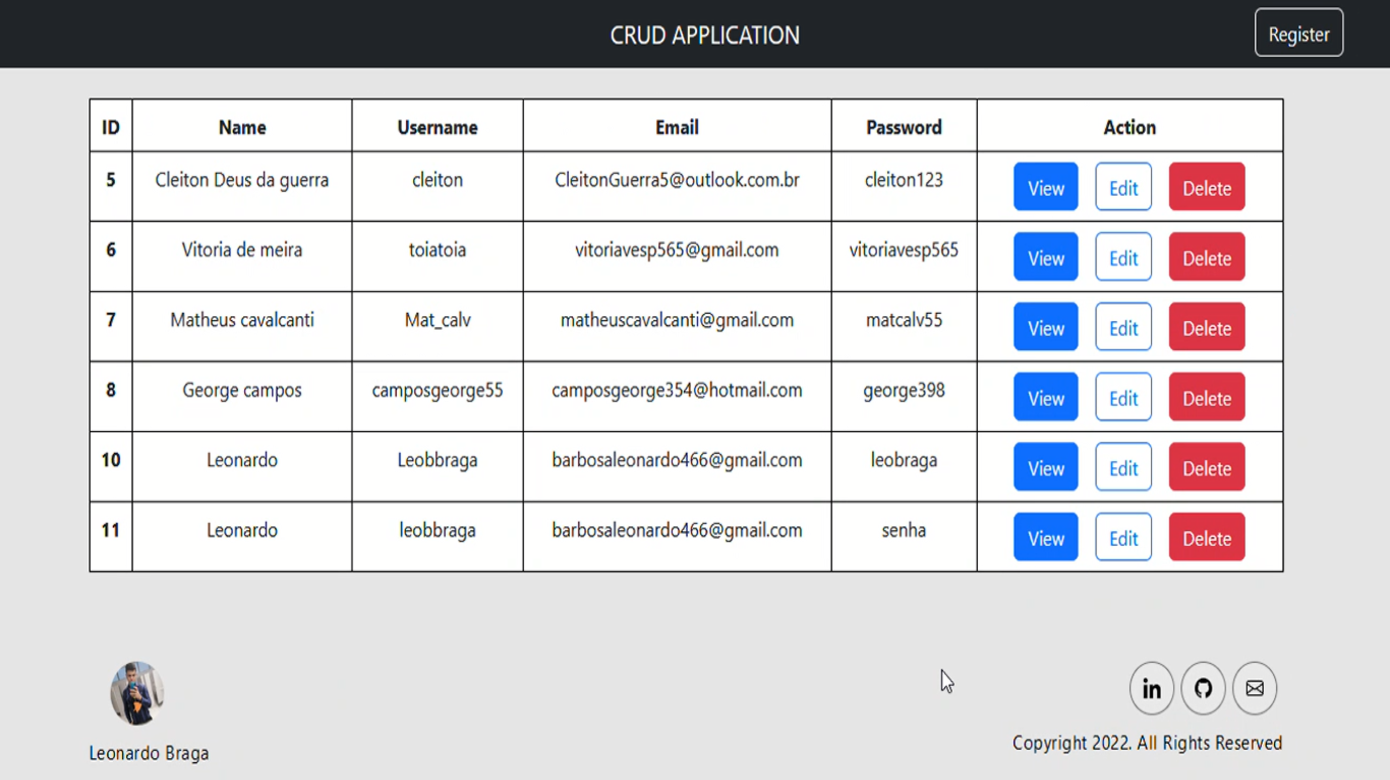 CRUD APPLICATION
Register
ID Name Username Email Password Action
5 Cleiton Deus da guerra cleiton CleitonGuerra5@outlook.com.br cleiton123 View Edit Delete
6 Vitoria de meira toiatoia vitoriavesp565@gmail.com vitoriavesp565 View Edit Delete
7 Matheus cavalcanti Mat_calv matheuscavalcanti@gmail.com matcalv55 View Edit Delete
8 George campos camposgeorge55 camposgeorge354@hotmail.com george398 View Edit Delete
10 Leonardo Leobbraga barbosaleonardo466@gmail.com leobraga View Edit Delete
11 Leonardo leobbraga barbosaleonardo466@gmail.com senha View Edit Delete
in
Leonardo Braga
Copyright 2022. All Rights Reserved